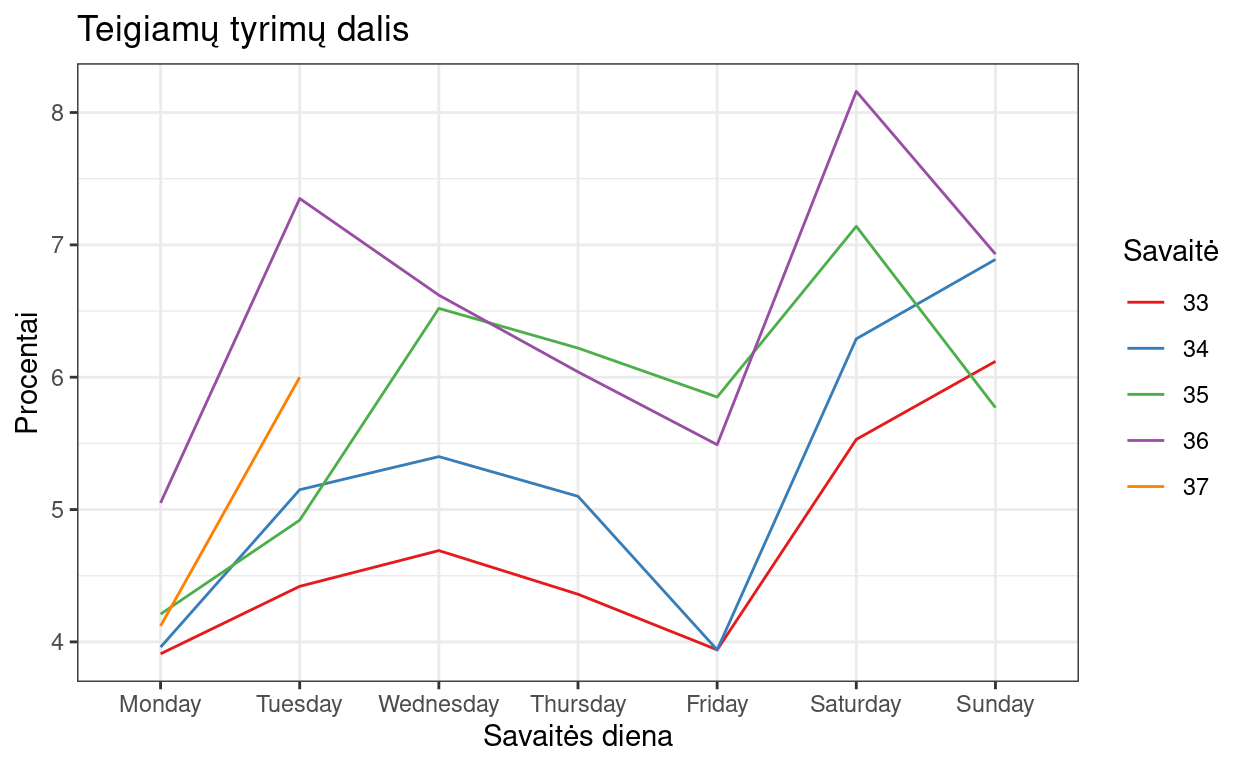 Teigiamų tyrimų dalis
Procentai
8
7
6
5
4
Monday Tuesday Wednesday Thursday Friday Saturday Sunday
Savaitės diena
Savaitė
33
34
35
36
37